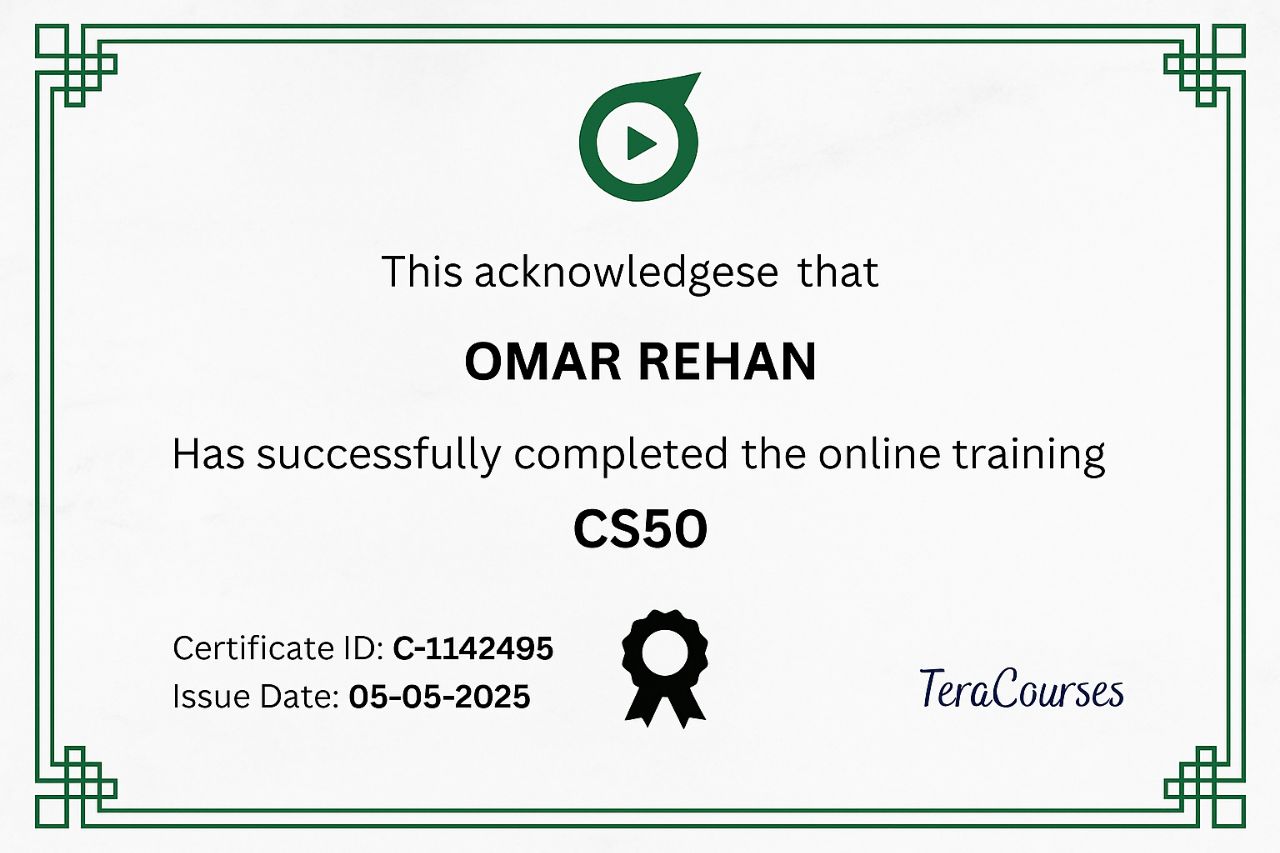 This acknowledgese that
OMAR REHAN
Has successfully completed the online training
CS50
Certificate ID: C-1142495
Issue Date: 05-05-2025
TeraCourses